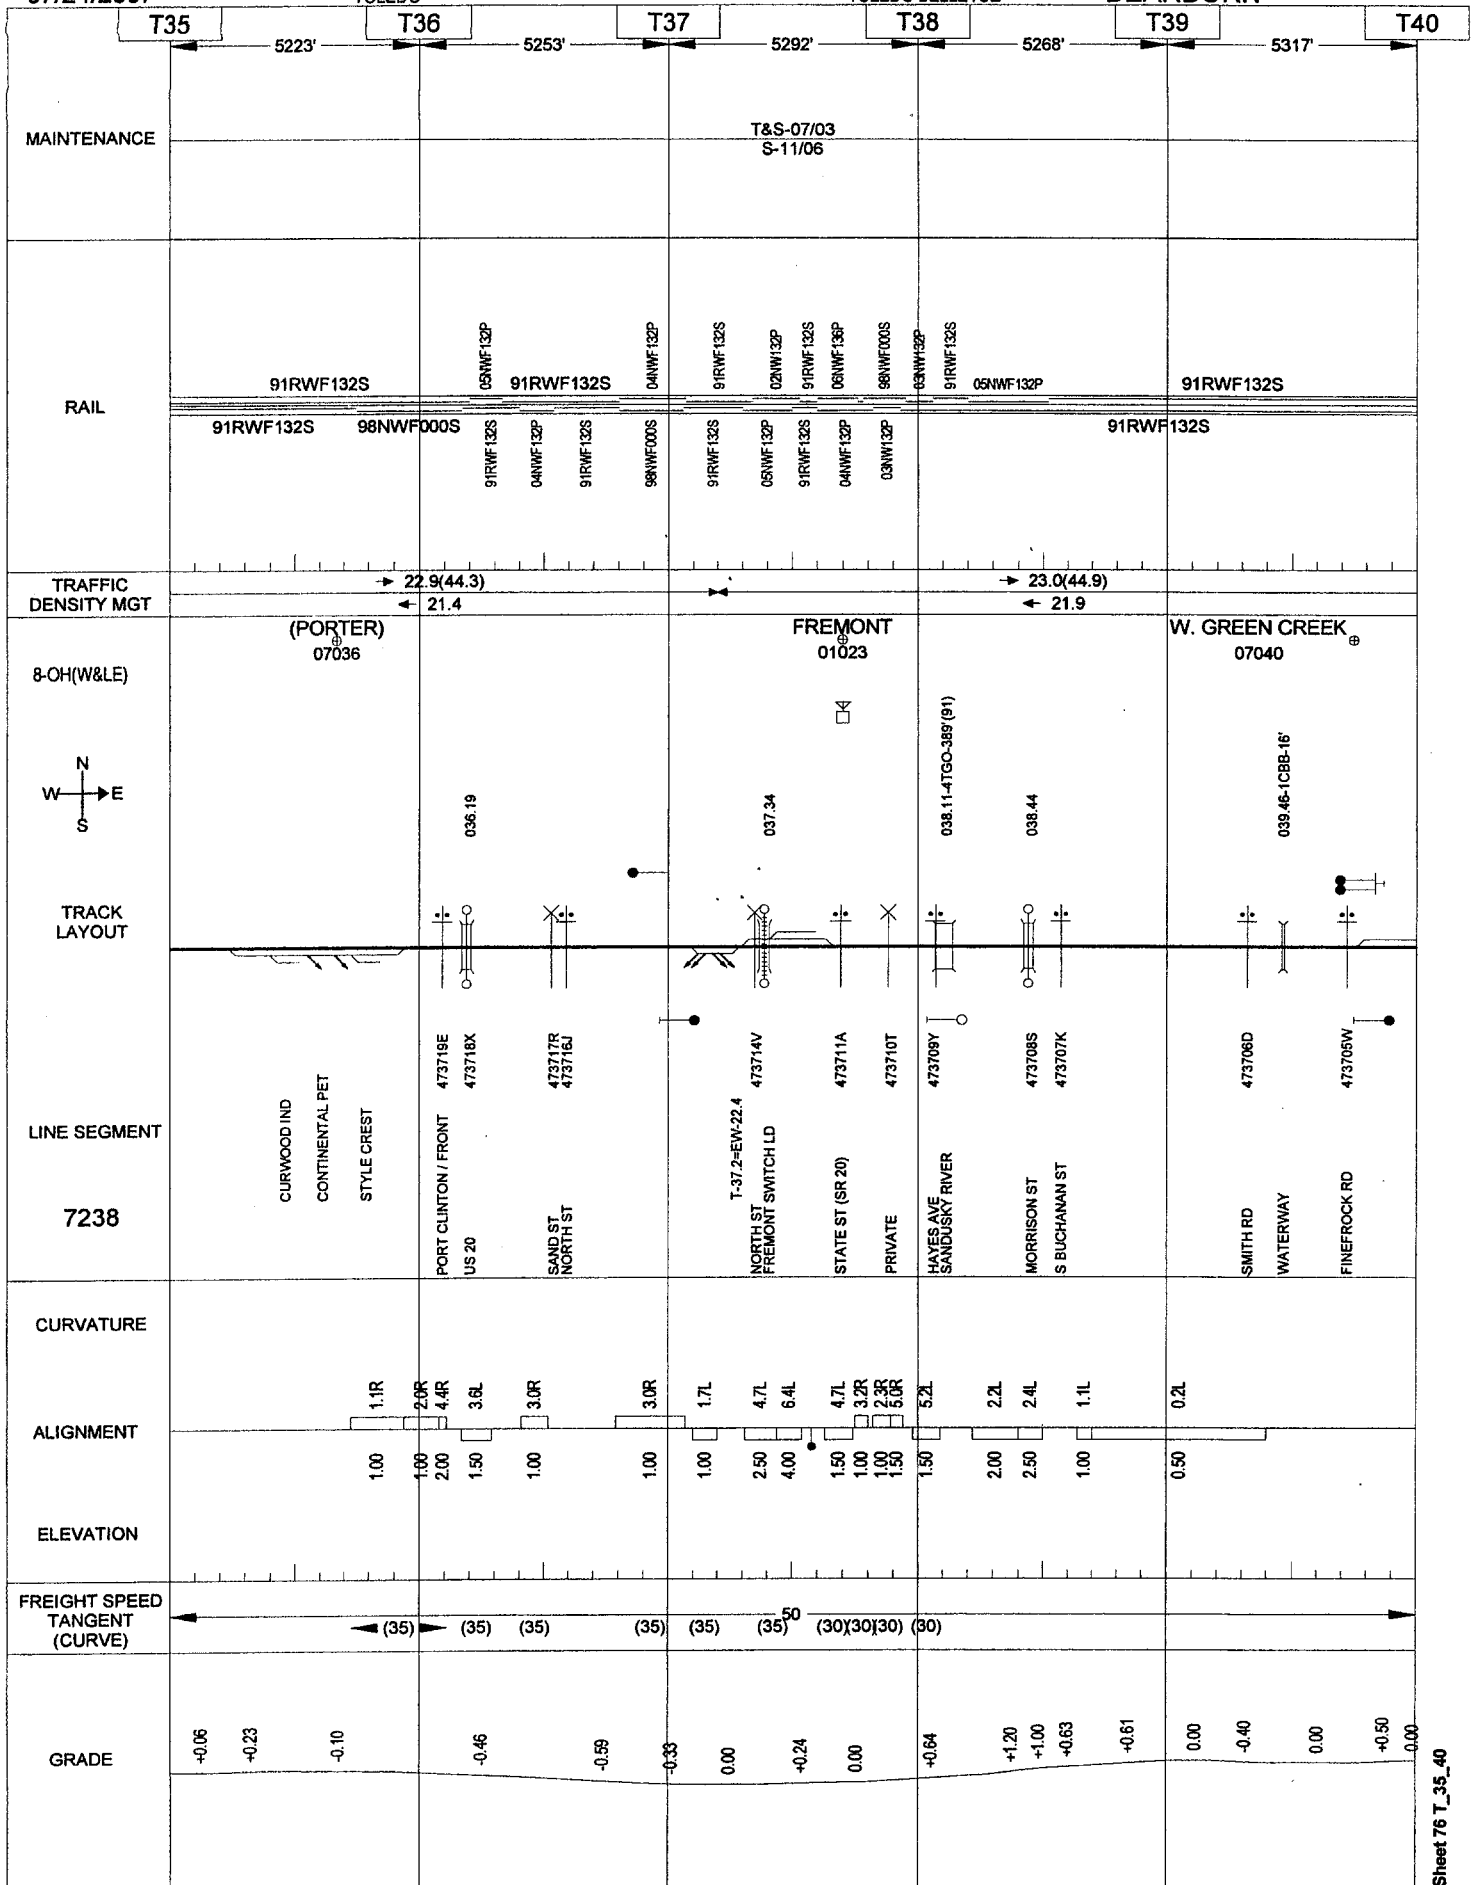 T35 T36 T37 T38 T39 T40
5223' 5253' 5292' 5268' 5317'
MAINTENANCE
T&S-07/03
S-11/06
RAIL
05NWF132P 04NWF132P 91RWF132S 02NW132P 91RWF132S 06NWF136P 98NWF000S 03NW132P 91RWF132S
91RWF132S 91RWF132S 05NWF132P 91RWF132S
91RWF132S 98NWF000S 91RWF132S
91RWF132S 04NWF132P 91RWF132S 98NWF000S 91RWF132S 05NWF132P 91RWF132S 04NWF132P 03NW132P
TRAFFIC
DENSITY MGT
22.9(44.3) 23.0(44.9)
21.4 21.9
(PORTER) FREMONT W. GREEN CREEK
07036 01023 07040
8-OH(W&LE)
N
W E
S
036.19 037.34 038.11-4TGO-389'(91) 038.44 039.46-1CBB-16'
TRACK
LAYOUT
473719E 473718X 473717R 473716J 473714V 473711A 473710T 473709Y 473708S 473707K 473706D 473705W
LINE SEGMENT
7238
CURWOOD IND
CONTINENTAL PET
STYLE CREST
PORT CLINTON / FRONT
US 20
SAND ST
NORTH ST
T-37.2=EW-22.4
NORTH ST
FREMONT SWITCH LD
STATE ST (SR 20)
PRIVATE
HAYES AVE
SANDUSKY RIVER
MORRISON ST
S BUCHANAN ST
SMITH RD
WATERWAY
FINEFROCK RD
CURVATURE
1.1R 2.0R 4.4R 3.6L 3.0R 3.0R 1.7L 4.7L 6.4L 4.7L 3.2R 2.3R 5.0R 5.2L 2.2L 2.4L 1.1L 0.2L
ALIGNMENT
1.00 1.00 2.00 1.50 1.00 1.00 1.00 2.50 4.00 1.50 1.00 1.00 1.50 1.50 2.00 2.50 1.00 0.50
ELEVATION
FREIGHT SPEED
TANGENT
(CURVE)
50
(35) (35) (35) (35) (35) (35) (30) (30) (30) (30)
GRADE
+0.06 +0.23 -0.10 -0.46 -0.59 -0.33 0.00 +0.24 0.00 +0.64 +1.20 +1.00 +0.63 +0.61 0.00 -0.40 0.00 +0.50 0.00
Sheet 76 T_35_40